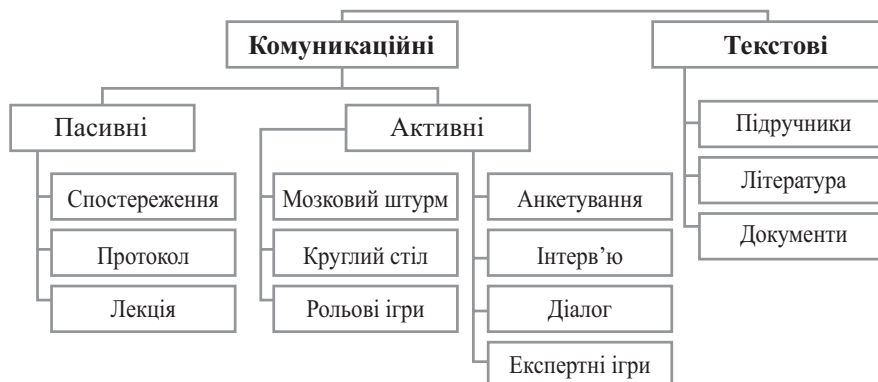 Комуникаційні
Текстові
Пасивні
Активні
Спостереження
Протокол
Лекція
Мозковий штурм
Круглий стіл
Рольові ігри
Анкетування
Інтерв’ю
Діалог
Експертні ігри
Підручники
Література
Документи